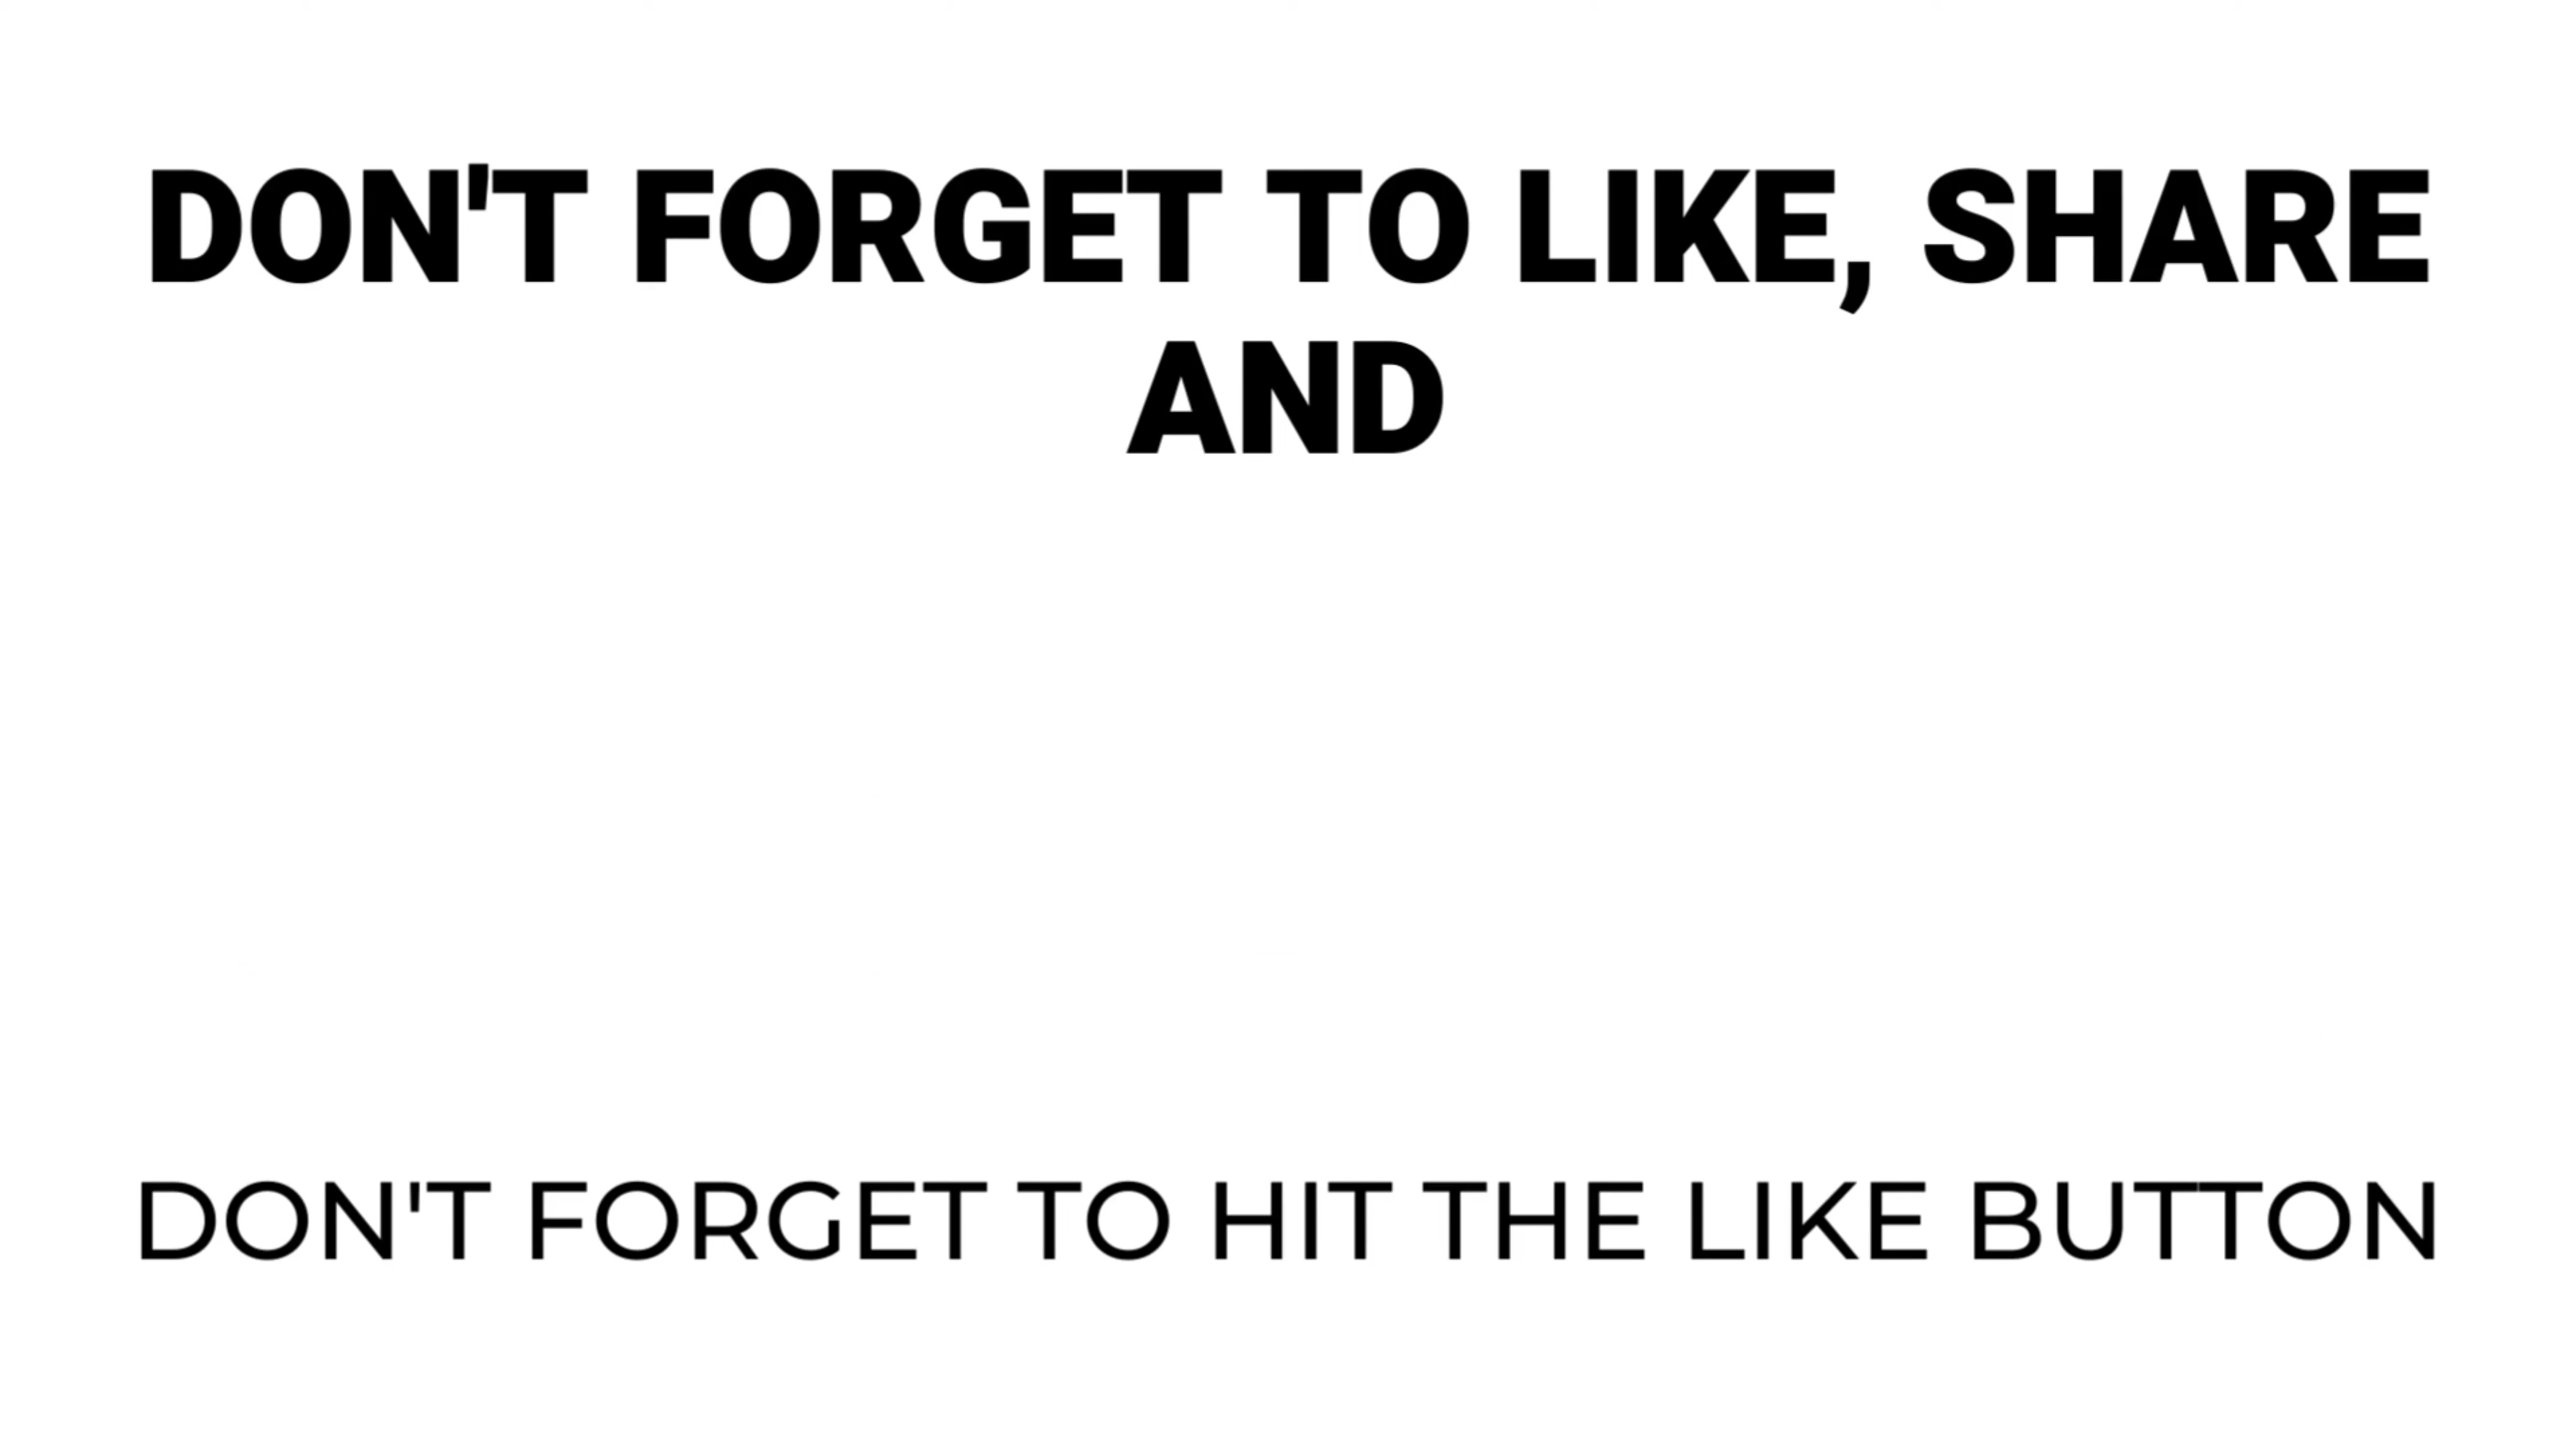 DON'T FORGET TO LIKE, SHARE
AND
DON'T FORGET TO HIT THE LIKE BUTTON